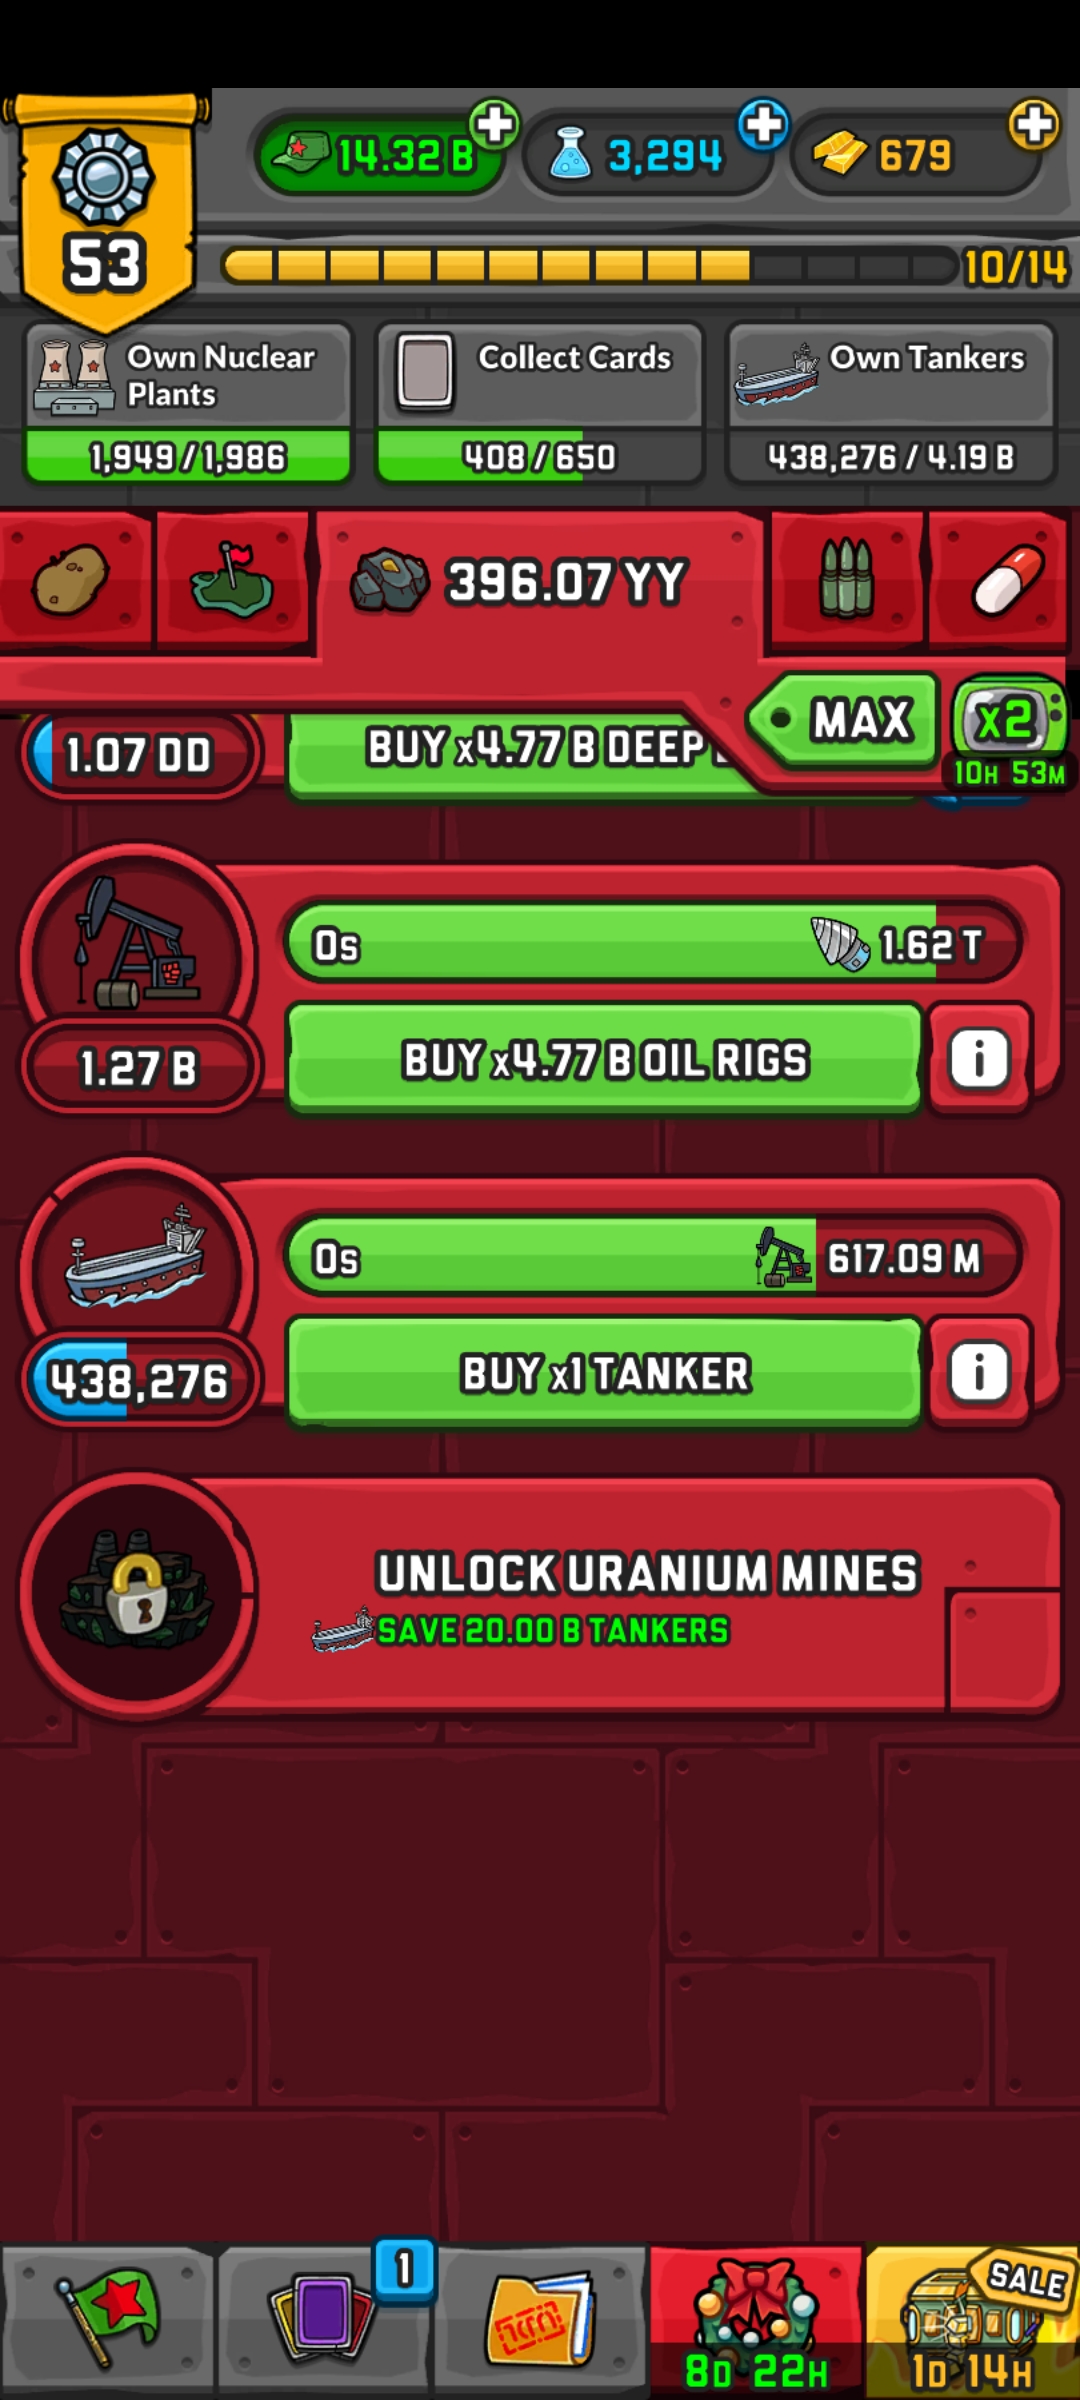 14.32 B
3,294
679
53
10/14
Own Nuclear
Plants
1,949/1,986
Collect Cards
408/650
Own Tankers
438,276/4.19 B
396.07 YY
MAX
x2
10H 53M
1.07 DD
BUY x4.77 B DEEP
0s
1.62 T
1.27 B
BUY x4.77 B OIL RIGS
i
0s
617.09 M
438,276
BUY x1 TANKER
i
UNLOCK URANIUM MINES
SAVE 20.00 B TANKERS
1
SALE
8D 22H
1D 14H